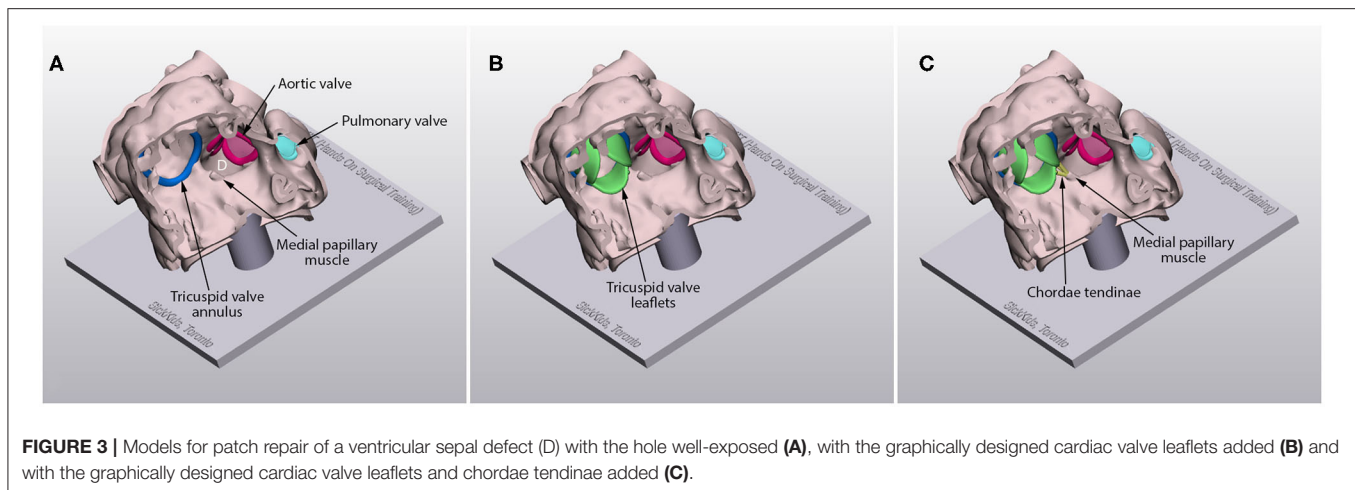 A
Aortic valve
Pulmonary valve
D
(Hands On Surgical Training)
Medial papillary
muscle
Tricuspid valve
annulus
SickKids, Toronto
B
(Hands On Surgical Training)
Tricuspid valve
leaflets
SickKids, Toronto
C
(Hands On Surgical Training)
Medial papillary
muscle
Chordae tendinae
SickKids, Toronto
FIGURE 3 | Models for patch repair of a ventricular sepal defect (D) with the hole well-exposed (A), with the graphically designed cardiac valve leaflets added (B) and
with the graphically designed cardiac valve leaflets and chordae tendinae added (C).